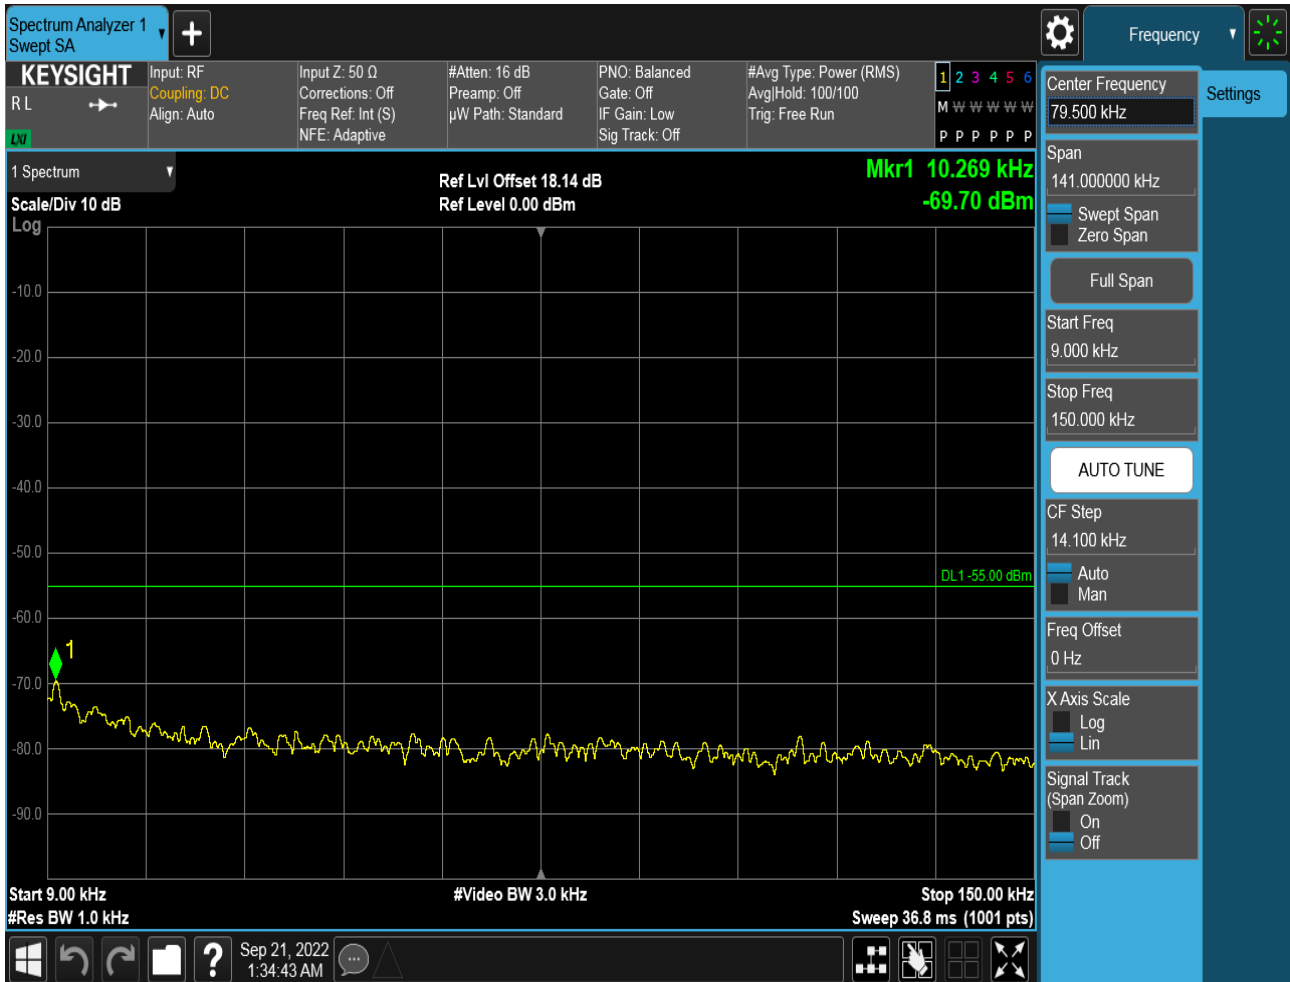 Spectrum Analyzer 1
Swept SA
Frequency
KEYSIGHT
R L
LXI
Input: RF
Coupling: DC
Align: Auto
Input Z: 50 Ω
Corrections: Off
Freq Ref: Int (S)
NFE: Adaptive
#Atten: 16 dB
Preamp: Off
µW Path: Standard
PNO: Balanced
Gate: Off
IF Gain: Low
Sig Track: Off
#Avg Type: Power (RMS)
Avg|Hold: 100/100
Trig: Free Run
1 2 3 4 5 6
M W W W W W
P P P P P P
1 Spectrum
Scale/Div 10 dB
Log
Ref Lvl Offset 18.14 dB
Ref Level 0.00 dBm
Mkr1 10.269 kHz
-69.70 dBm
-10.0
-20.0
-30.0
-40.0
-50.0
DL1 -55.00 dBm
-60.0
1
-70.0
-80.0
-90.0
Start 9.00 kHz
#Video BW 3.0 kHz
Stop 150.00 kHz
#Res BW 1.0 kHz
Sweep 36.8 ms (1001 pts)
?
Sep 21, 2022
1:34:43 AM
Center Frequency
79.500 kHz
Settings
Span
141.000000 kHz
Swept Span
Zero Span
Full Span
Start Freq
9.000 kHz
Stop Freq
150.000 kHz
AUTO TUNE
CF Step
14.100 kHz
Auto
Man
Freq Offset
0 Hz
X Axis Scale
Log
Lin
Signal Track
(Span Zoom)
On
Off